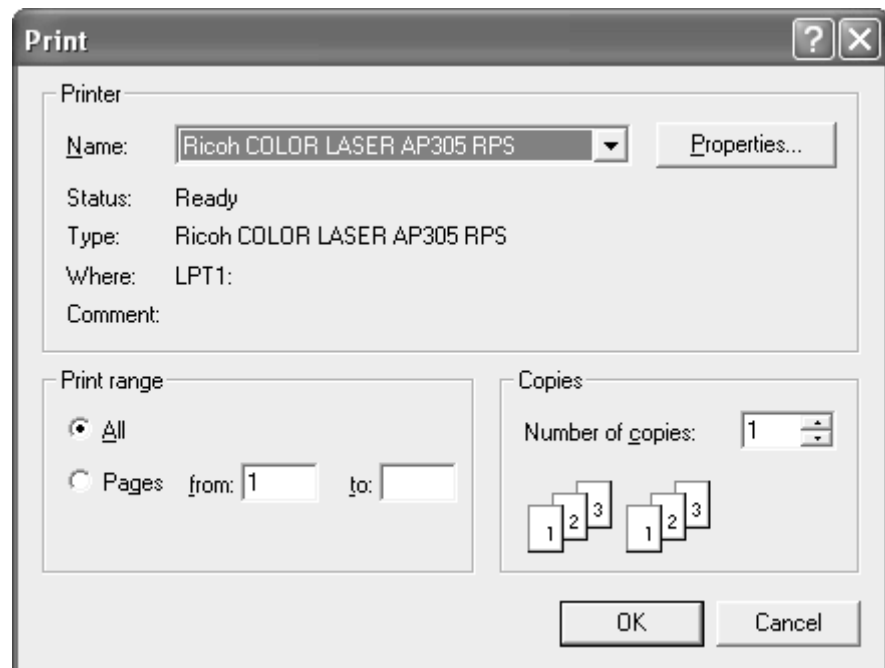 Print
Printer
Name: Ricoh COLOR LASER AP305 RPS Properties...
Status: Ready
Type: Ricoh COLOR LASER AP305 RPS
Where: LPT1:
Comment:
Print range
All
Pages from: 1 to:
Copies
Number of copies: 1
1 2 3 1 2 3
OK Cancel